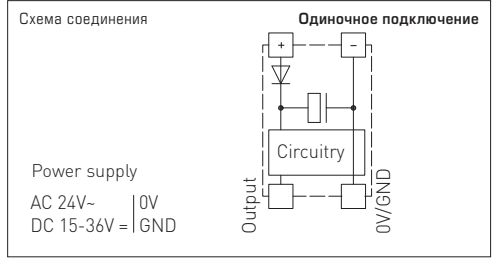 Схема соединения
Одиночное подключение
+ –
Circuitry
Power supply
AC 24V~ | 0V
DC 15-36V = | GND
Output
0V/GND